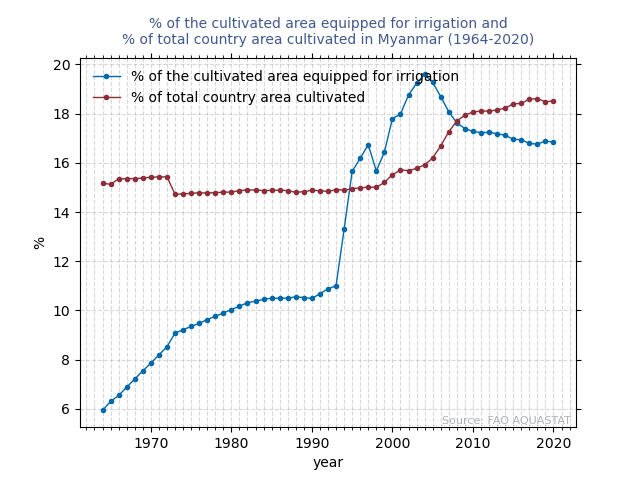 % of the cultivated area equipped for irrigation and
% of total country area cultivated in Myanmar (1964-2020)
% of the cultivated area equipped for irrigation
% of total country area cultivated
%
20
18
16
14
12
10
8
6
Source: FAO AQUASTAT
1970 1980 1990 2000 2010 2020
year